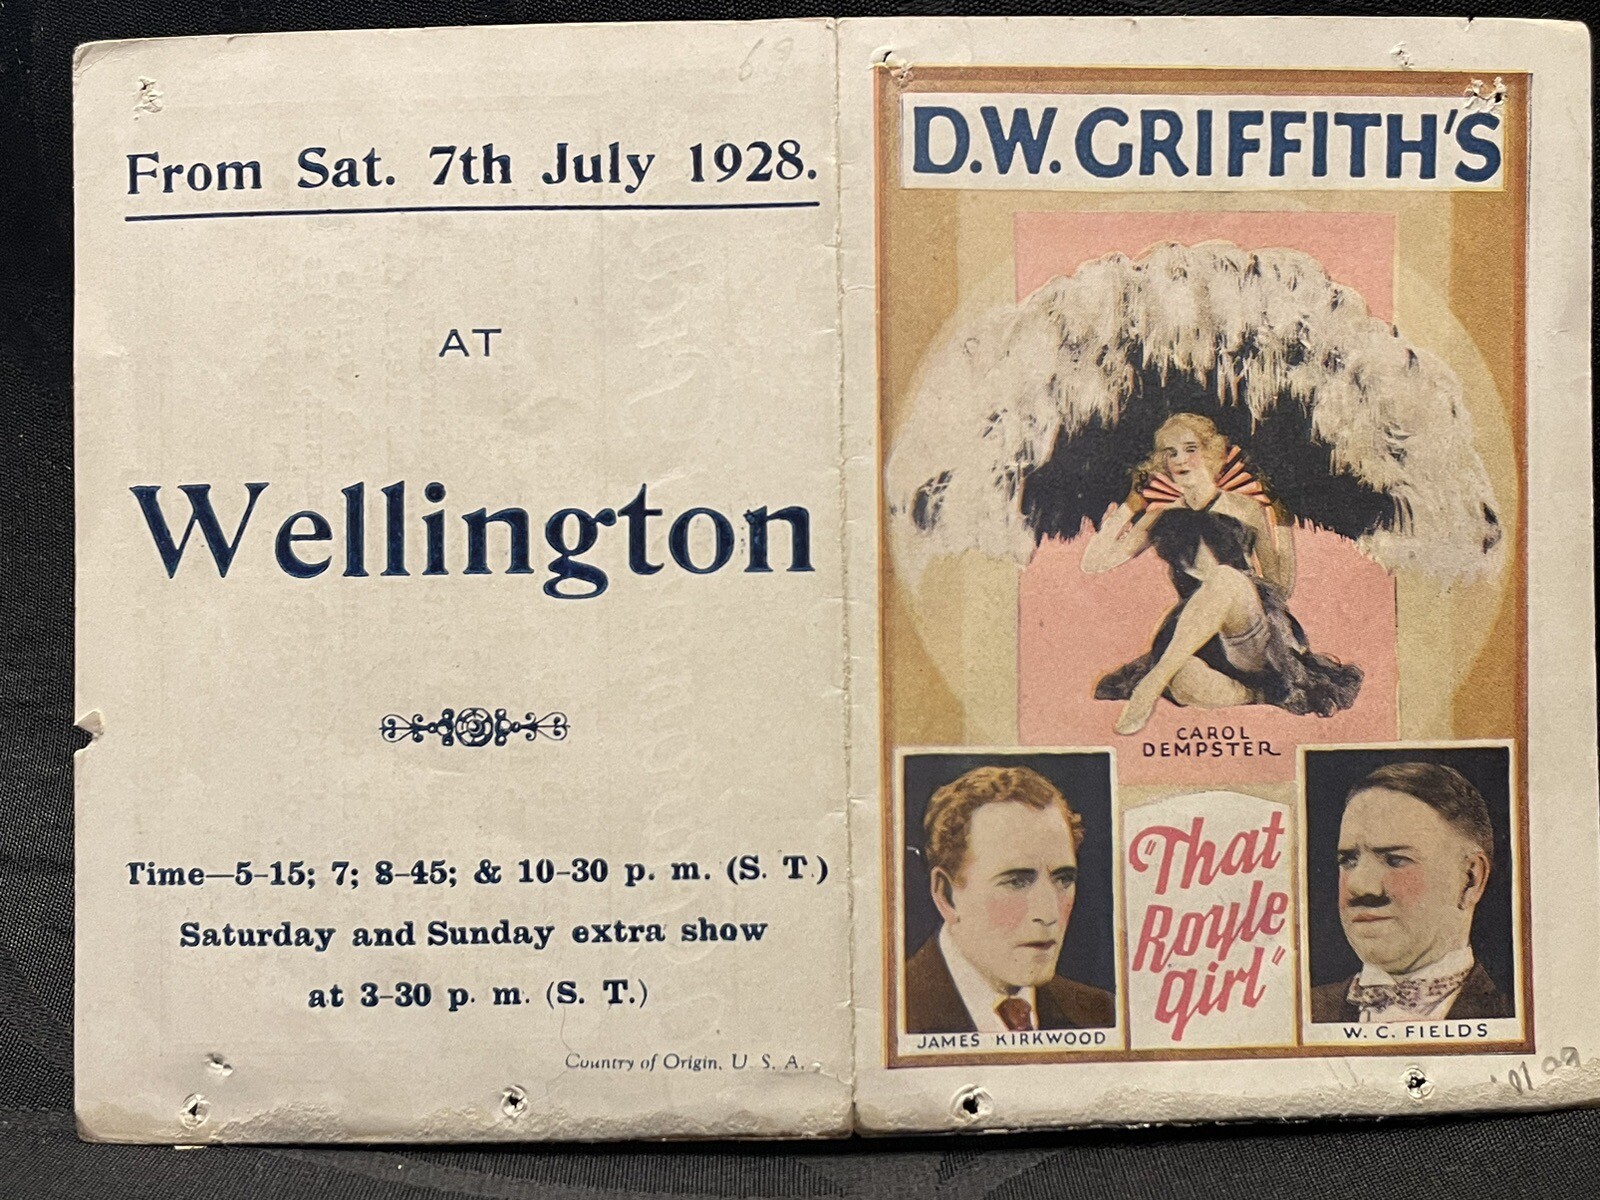 From Sat. 7th July 1928.
AT
Wellington
Time—5-15; 7; 8-45; & 10-30 p. m. (S. T.)
Saturday and Sunday extra show
at 3-30 p. m. (S. T.)
Country of Origin, U. S. A.
D.W. GRIFFITH'S
CAROL
DEMPSTER
"That
Royle
girl"
JAMES KIRKWOOD
W. C. FIELDS